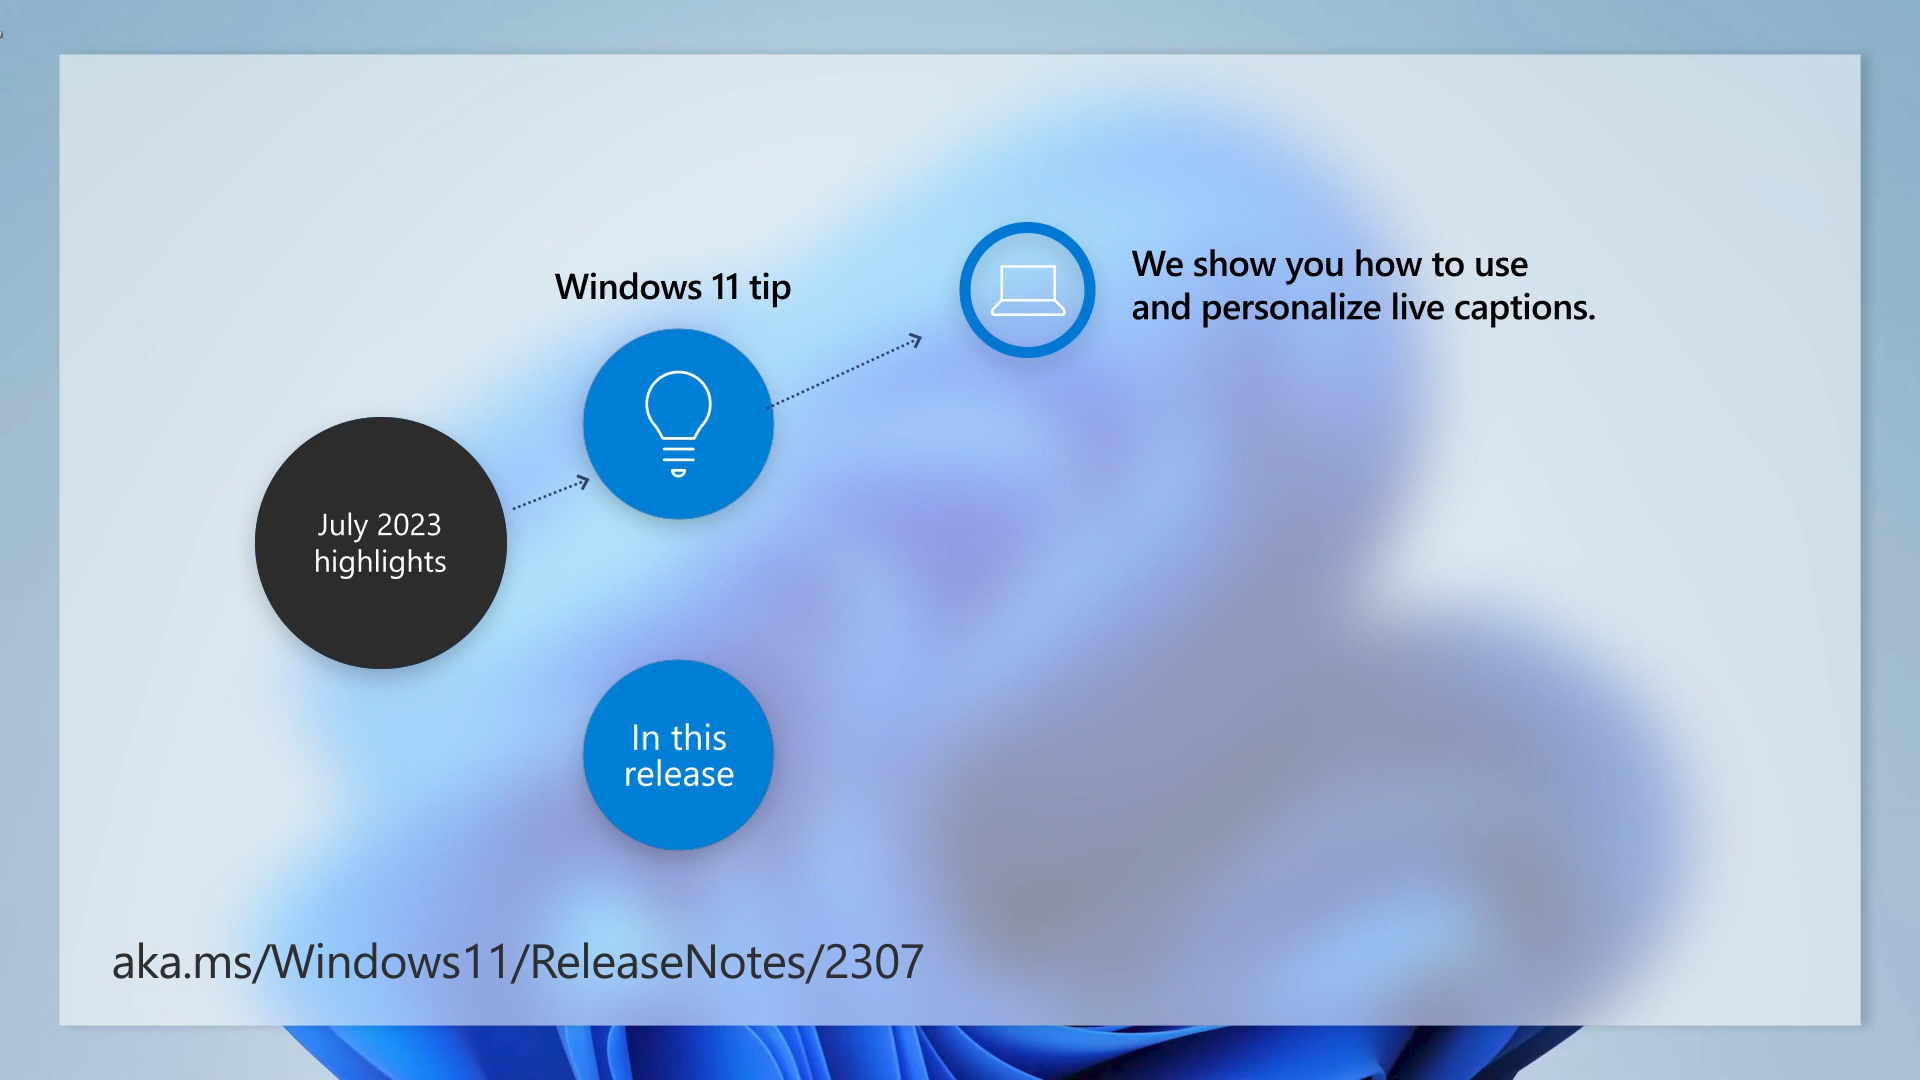 Windows 11 tip
We show you how to use
and personalize live captions.
July 2023
highlights
In this
release
aka.ms/Windows11/ReleaseNotes/2307